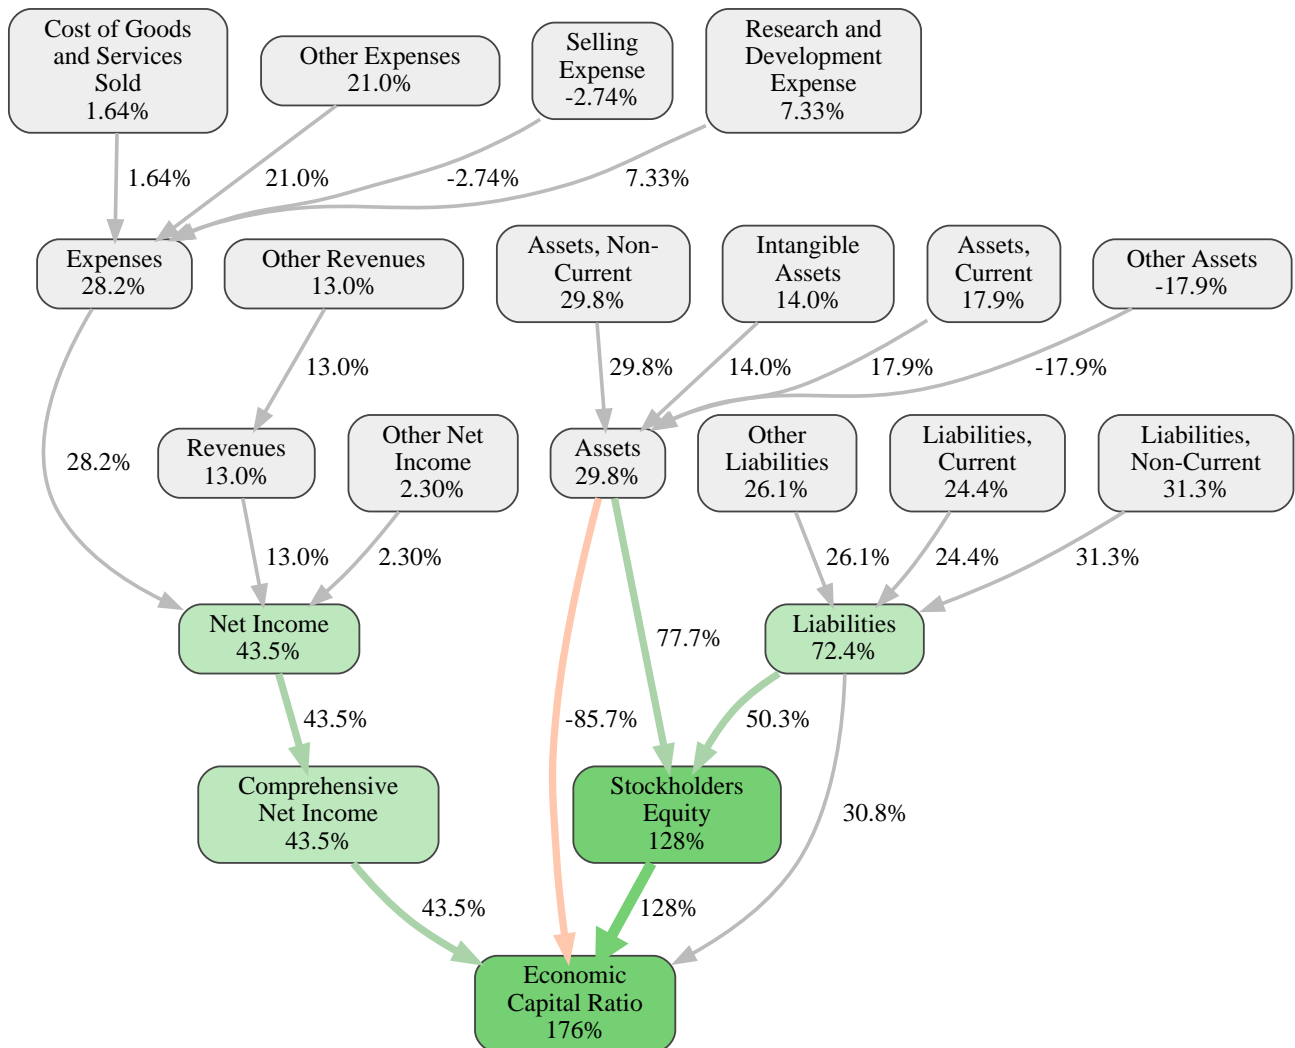 Cost of Goods
and Services
Sold
1.64%
Other Expenses
21.0%
Selling
Expense
-2.74%
Research and
Development
Expense
7.33%
1.64%
21.0%
-2.74%
7.33%
Expenses
28.2%
Other Revenues
13.0%
Assets, Non-
Current
29.8%
Intangible
Assets
14.0%
Assets,
Current
17.9%
Other Assets
-17.9%
13.0%
29.8%
14.0%
17.9%
-17.9%
28.2%
Revenues
13.0%
Other Net
Income
2.30%
Assets
29.8%
Other
Liabilities
26.1%
Liabilities,
Current
24.4%
Liabilities,
Non-Current
31.3%
13.0%
2.30%
26.1%
24.4%
31.3%
Net Income
43.5%
77.7%
Liabilities
72.4%
43.5%
-85.7%
50.3%
Comprehensive
Net Income
43.5%
Stockholders
Equity
128%
30.8%
43.5%
128%
Economic
Capital Ratio
176%